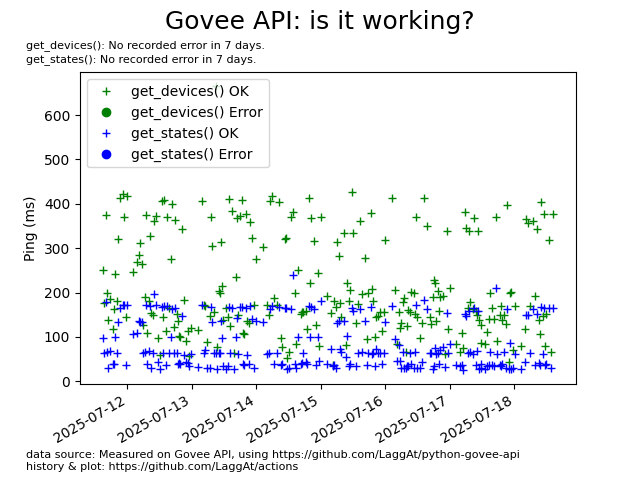 Govee API: is it working?
get_devices(): No recorded error in 7 days.
get_states(): No recorded error in 7 days.
get_devices() OK
get_devices() Error
get_states() OK
get_states() Error
600
500
400
300
200
100
0
Ping (ms)
2025-07-12
2025-07-13
2025-07-14
2025-07-15
2025-07-16
2025-07-17
2025-07-18
data source: Measured on Govee API, using https://github.com/LaggAt/python-govee-api
history & plot: https://github.com/LaggAt/actions